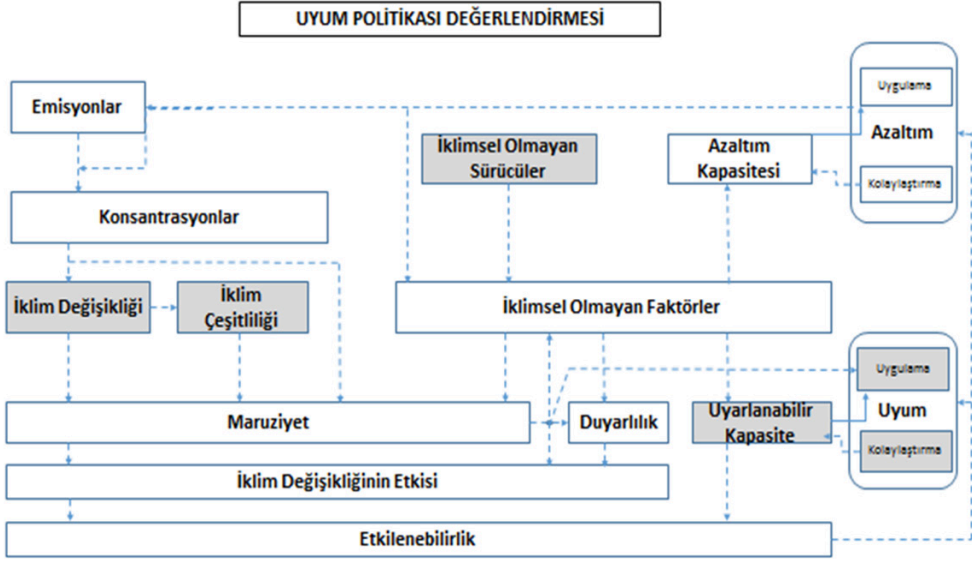 UYUM POLİTİKASI DEĞERLENDİRMESİ
Emisyonlar
İklimsel Olmayan
Sürücüler
Azaltım
Kapasitesi
Uygulama
Azaltım
Kolaylaştırma
Konsantrasyonlar
İklim Değişikliği
İklim
Çeşitliliği
İklimsel Olmayan Faktörler
Maruziyet
Duyarlılık
Uyarlanabilir
Kapasite
Uygulama
Uyum
Kolaylaştırma
İklim Değişikliğinin Etkisi
Etkilenebilirlik